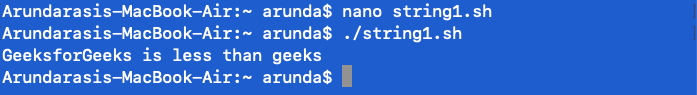 Arundarasis-MacBook-Air:~ arunda$ nano string1.sh
Arundarasis-MacBook-Air:~ arunda$ ./string1.sh
GeeksforGeeks is less than geeks
Arundarasis-MacBook-Air:~ arunda$